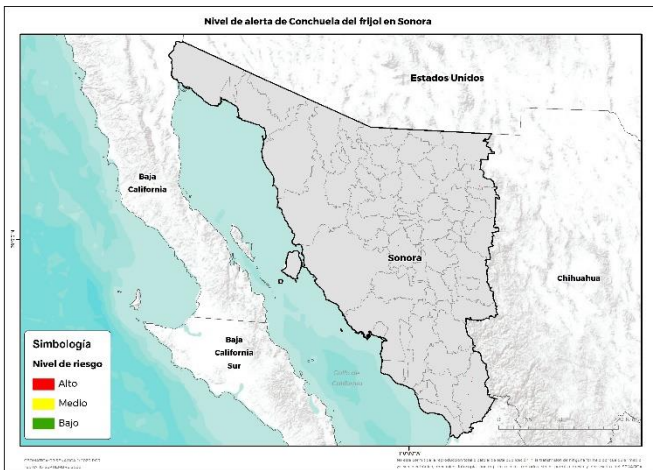 Nivel de alerta de Conchuela del frijol en Sonora
Estados Unidos
Baja
California
Sonora
Chihuahua
Baja
California
Sur
Golfo de
California
Simbología
Nivel de riesgo
Alto
Medio
Bajo